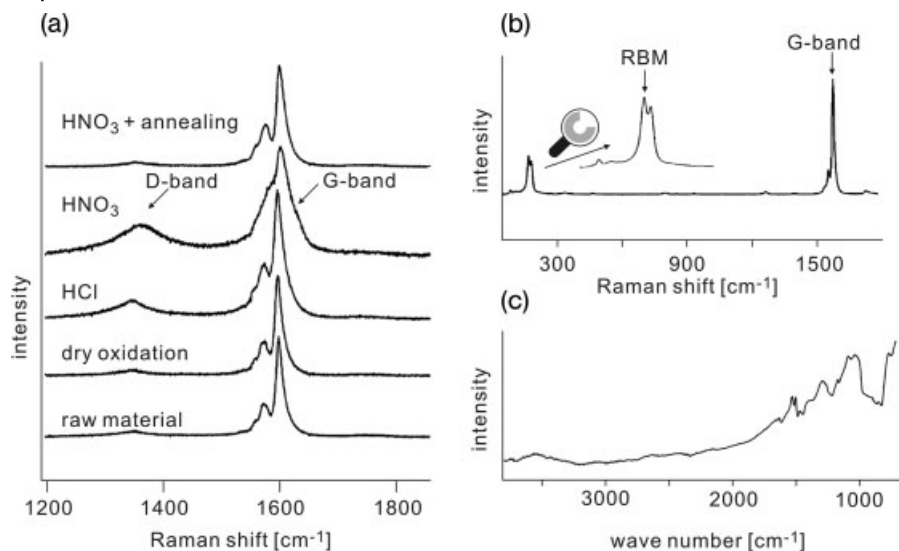 (a)
HNO₃ + annealing
D-band
G-band
HNO₃
HCl
dry oxidation
raw material
intensity
1200 1400 1600 1800
Raman shift [cm⁻¹]
(b)
RBM
G-band
intensity
300 900 1500
Raman shift [cm⁻¹]
(c)
intensity
3000 2000 1000
wave number [cm⁻¹]